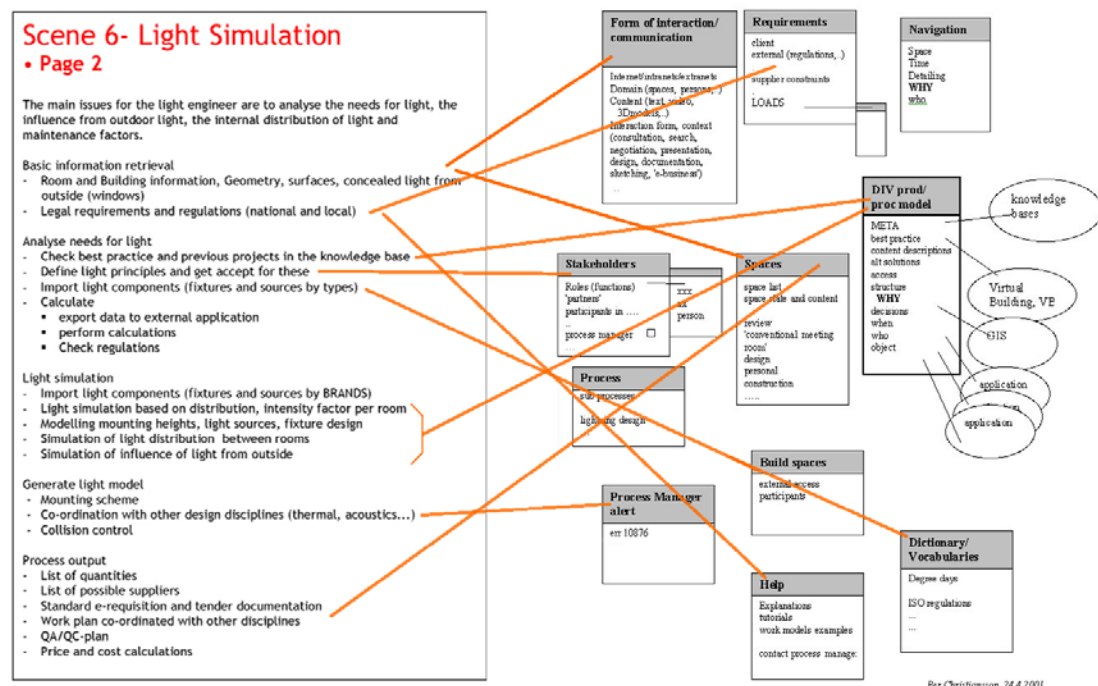 Scene 6- Light Simulation
• Page 2
The main issues for the light engineer are to analyse the needs for light, the
influence from outdoor light, the internal distribution of light and
maintenance factors.
Basic information retrieval
- Room and Building information, Geometry, surfaces, concealed light from
outside (windows)
- Legal requirements and regulations (national and local)
Analyse needs for light
- Check best practice and previous projects in the knowledge base
- Define light principles and get accept for these
- Import light components (fixtures and sources by types)
- Calculate
▪ export data to external application
▪ perform calculations
▪ Check regulations
Light simulation
- Import light components (fixtures and sources by BRANDS)
- Light simulation based on distribution, intensity factor per room
- Modelling mounting heights, light sources, fixture design
- Simulation of light distribution between rooms
- Simulation of influence of light from outside
Generate light model
- Mounting scheme
- Co-ordination with other design disciplines (thermal, acoustics...)
- Collision control
Process output
- List of quantities
- List of possible suppliers
- Standard e-requisition and tender documentation
- Work plan co-ordinated with other disciplines
- QA/QC-plan
- Price and cost calculations
Form of interaction/
communication
Internet/intranets/extranets
Domain (spaces, persons,..)
Content (text, video,
3Dmodels,..)
Interaction form, context
(consultation, search,
negotiation, presentation,
design, documentation,
sketching, 'e-business')
..
Requirements
client
external (regulations,..)
supplier constraints
.
LOADS
Navigation
Space
Time
Detailing
WHY
who
DIV prod/
proc model
META
best practice
content descriptions
alt solutions
access
structure
WHY
decisions
when
who
object
knowledge
bases
Virtual
Building, VB
GIS
application
application
Stakeholders
Roles (functions)
'partners'
participants in .....
..
process manager
....
xxx
xx
person
Spaces
space list
space state and content
review
'conventional meeting
room'
design
personal
construction
.....
Process
sub processes
lighting design
Build spaces
external access
participants
Process Manager
alert
err 10876
Dictionary/
Vocabularies
Degree days
ISO regulations
...
...
Help
Explanations
tutorials
work models examples
contact process manage:
Per Christiansson, 24.4.2001